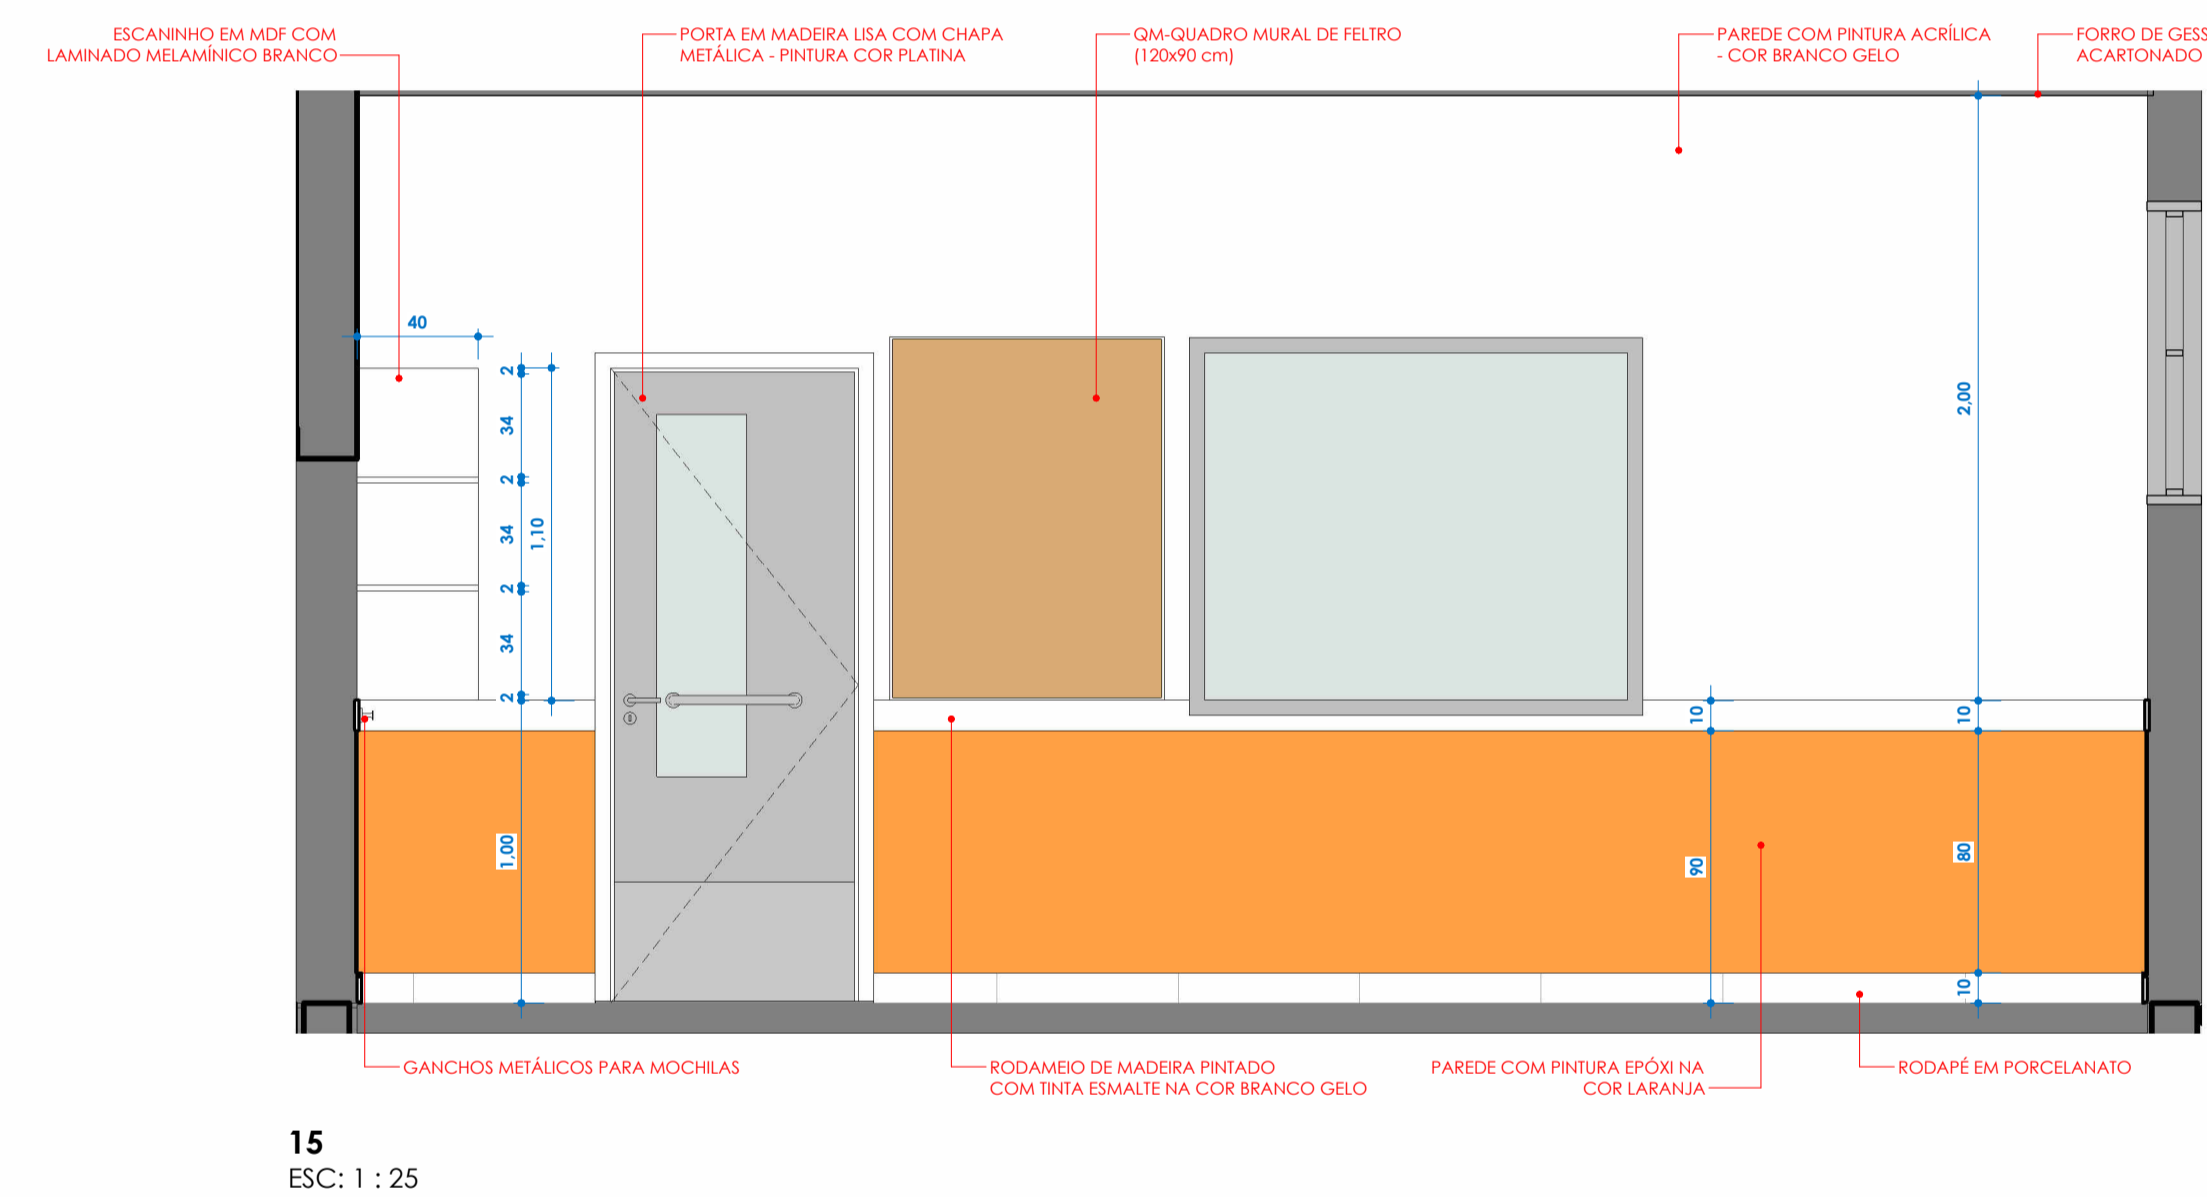 ESCANINHO EM MDF COM
LAMINADO MELAMÍNICO BRANCO
PORTA EM MADEIRA LISA COM CHAPA
METÁLICA - PINTURA COR PLATINA
QM-QUADRO MURAL DE FELTRO
(120x90 cm)
PAREDE COM PINTURA ACRÍLICA
- COR BRANCO GELO
FORRO DE GESS
ACARTONADO
40
2
34
2
34
2
34
2
1,10
1,00
10
90
2,00
10
80
10
GANCHOS METÁLICOS PARA MOCHILAS
RODAMEIO DE MADEIRA PINTADO
COM TINTA ESMALTE NA COR BRANCO GELO
PAREDE COM PINTURA EPÓXI NA
COR LARANJA
RODAPÉ EM PORCELANATO
15
ESC: 1 : 25